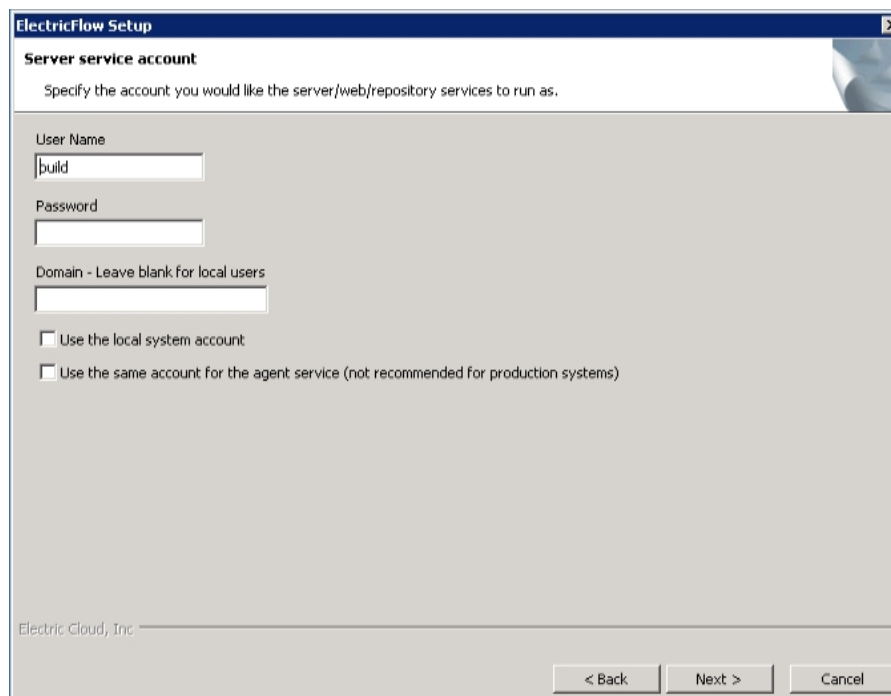 ElectricFlow Setup
Server service account
Specify the account you would like the server/web/repository services to run as.
User Name
build
Password
Domain - Leave blank for local users
Use the local system account
Use the same account for the agent service (not recommended for production systems)
Electric Cloud, Inc
< Back
Next >
Cancel